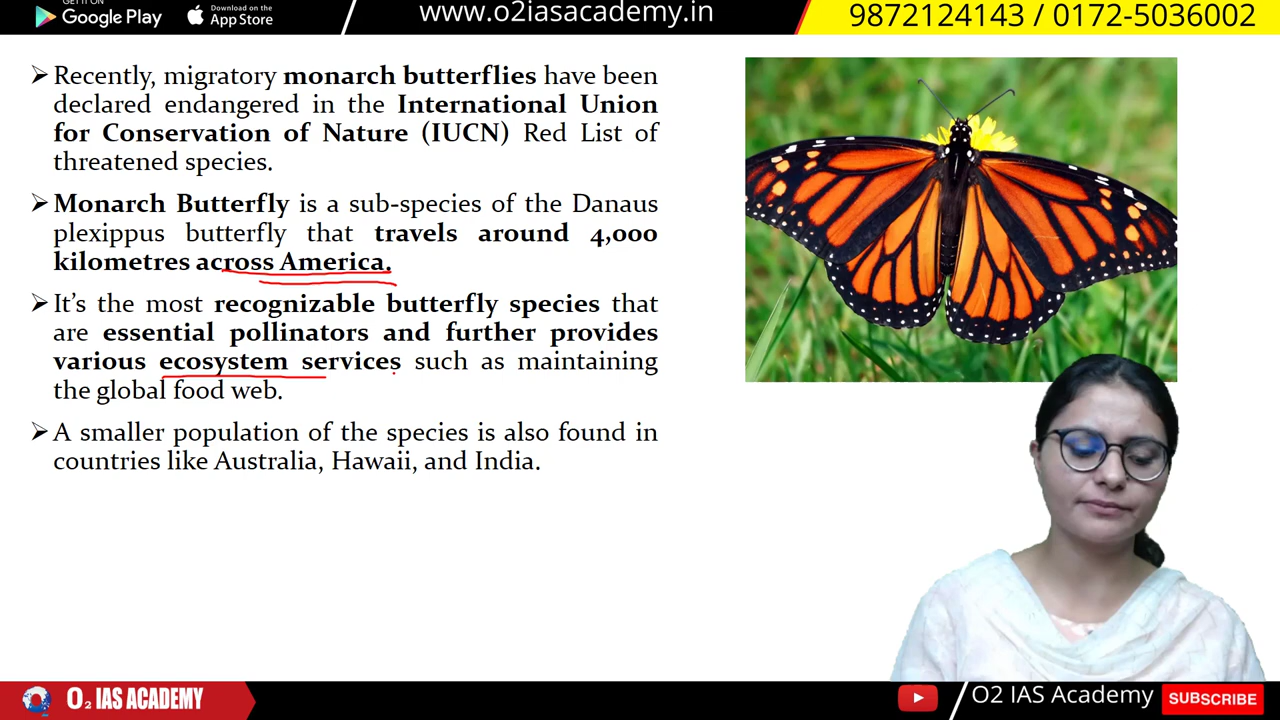 GET IT ON
Google Play
Download on the
App Store
www.o2iasacademy.in
9872124143 / 0172-5036002
➢ Recently, migratory monarch butterflies have been
declared endangered in the International Union
for Conservation of Nature (IUCN) Red List of
threatened species.
➢ Monarch Butterfly is a sub-species of the Danaus
plexippus butterfly that travels around 4,000
kilometres across America.
➢ It's the most recognizable butterfly species that
are essential pollinators and further provides
various ecosystem services such as maintaining
the global food web.
➢ A smaller population of the species is also found in
countries like Australia, Hawaii, and India.
O2 IAS ACADEMY
O2 IAS Academy
SUBSCRIBE